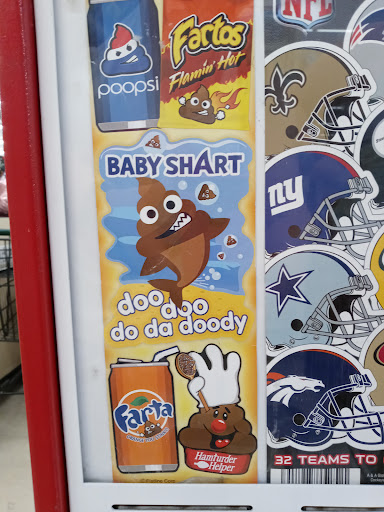 NFL
poopsi
Fartos
Flamin' Hot
BABY SHART
ny
doo doo
do da doody
Farta
Hamturder
Helper
32 TEAMS TO